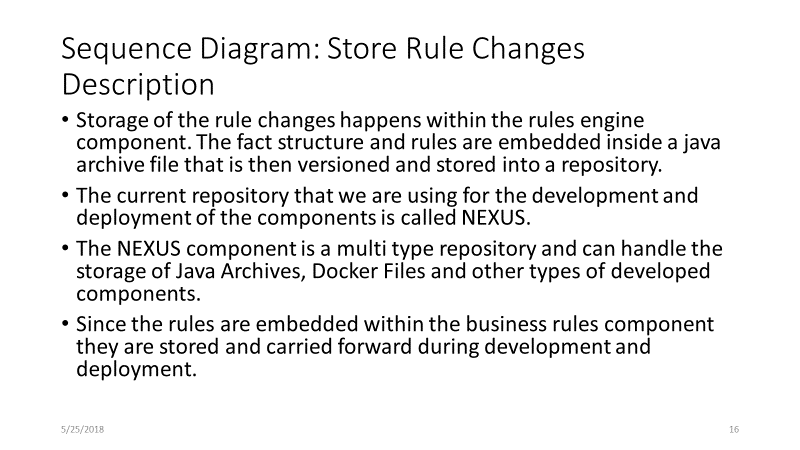 Sequence Diagram: Store Rule Changes
Description
• Storage of the rule changes happens within the rules engine
component. The fact structure and rules are embedded inside a java
archive file that is then versioned and stored into a repository.
• The current repository that we are using for the development and
deployment of the components is called NEXUS.
• The NEXUS component is a multi type repository and can handle the
storage of Java Archives, Docker Files and other types of developed
components.
• Since the rules are embedded within the business rules component
they are stored and carried forward during development and
deployment.
5/25/2018
16